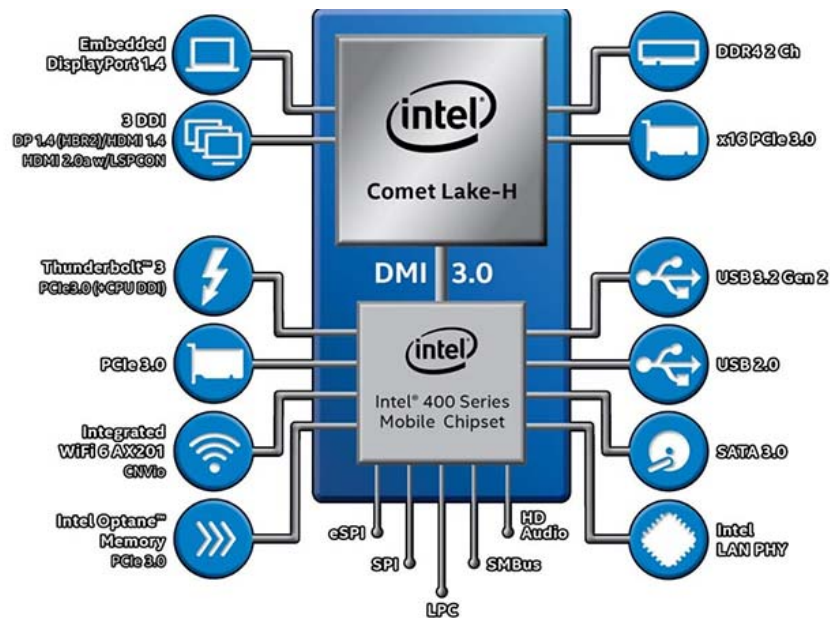 Embedded
DisplayPort 1.4
3 DDI
DP 1.4 (HBR2)/HDMI 1.4
HDMI 2.0a w/LSPCON
intel
Comet Lake-H
DDR4 2 Ch
x16 PCIe 3.0
DMI 3.0
Thunderbolt™ 3
PCIe3.0 (+CPU DDI)
PCIe 3.0
Integrated
WiFi 6 AX201
CNVio
Intel Optane™
Memory
PCIe 3.0
intel
Intel® 400 Series
Mobile Chipset
USB 3.2 Gen 2
USB 2.0
SATA 3.0
Intel
LAN PHY
eSPI
SPI
LPC
SMBus
HD
Audio